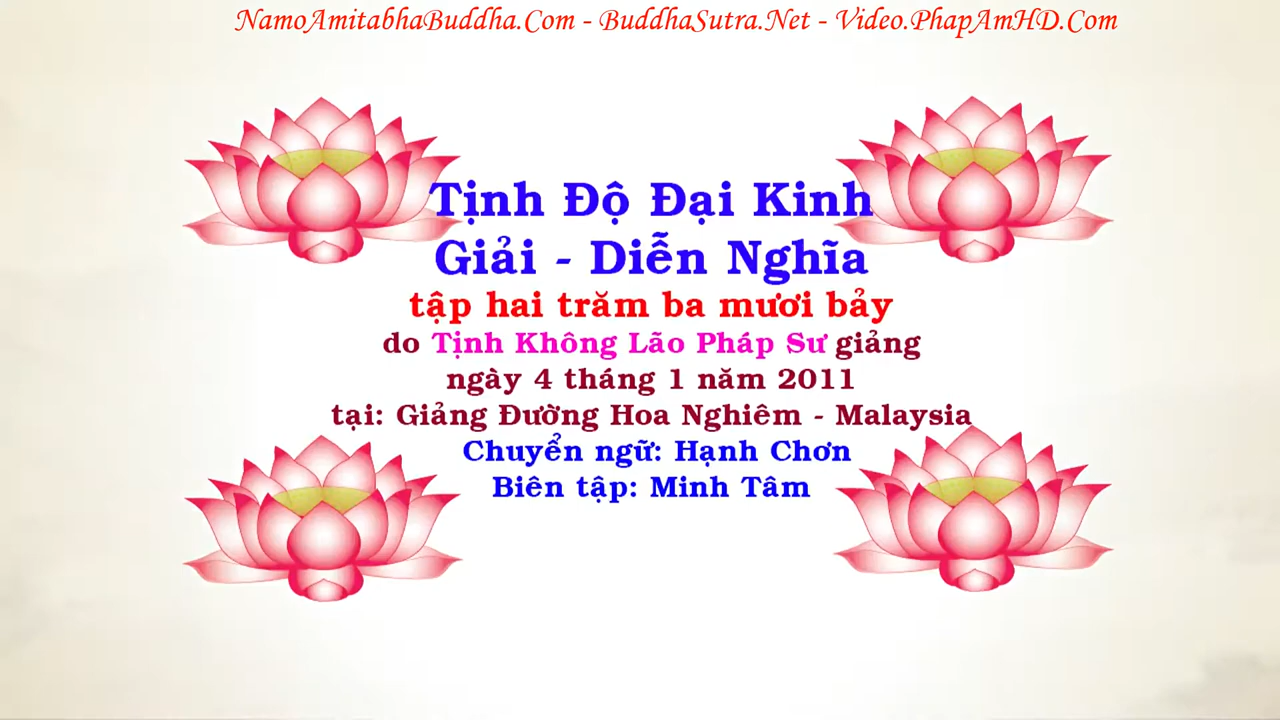 NamoAmitabhaBuddha.Com - BuddhaSutra.Net - Video.PhapAmHD.Com
Tịnh Độ Đại Kinh
Giải - Diễn Nghĩa
tập hai trăm ba mươi bảy
do Tịnh Không Lão Pháp Sư giảng
ngày 4 tháng 1 năm 2011
tại: Giảng Đường Hoa Nghiêm - Malaysia
Chuyển ngữ: Hạnh Chơn
Biên tập: Minh Tâm